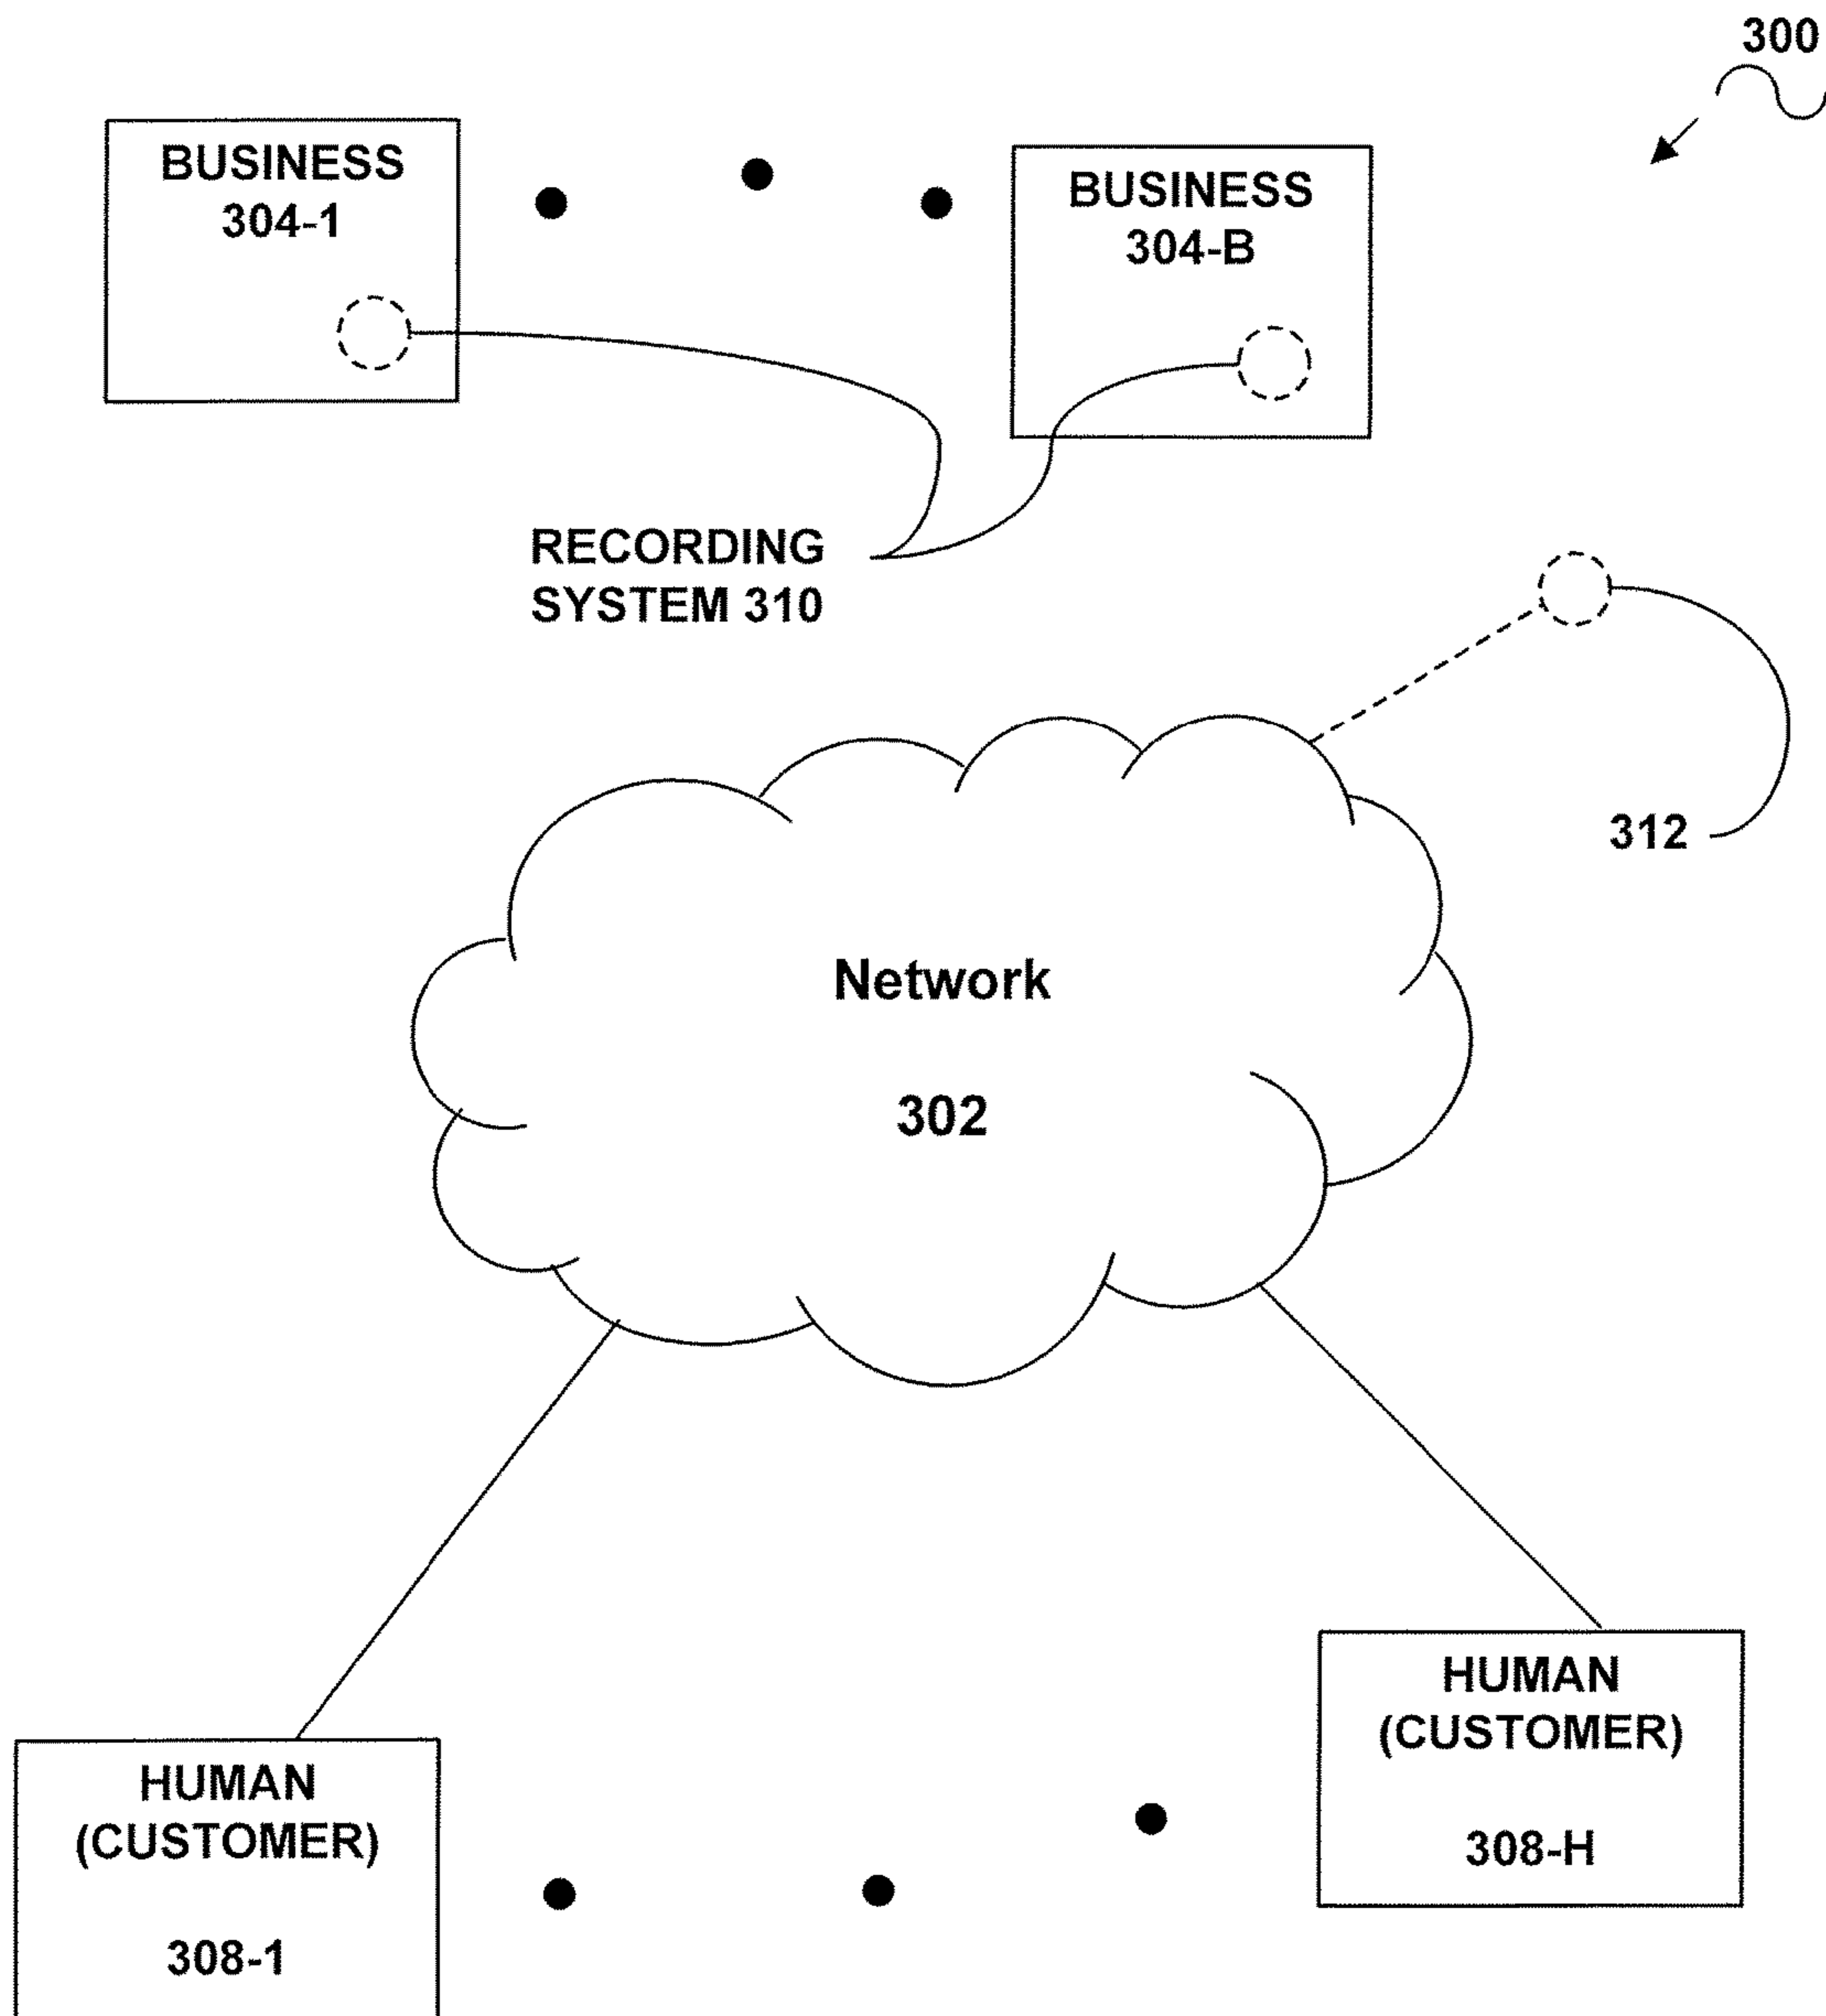 300
BUSINESS
304-1
BUSINESS
304-B
RECORDING
SYSTEM 310
312
Network
302
HUMAN
(CUSTOMER)
308-H
HUMAN
(CUSTOMER)
308-1